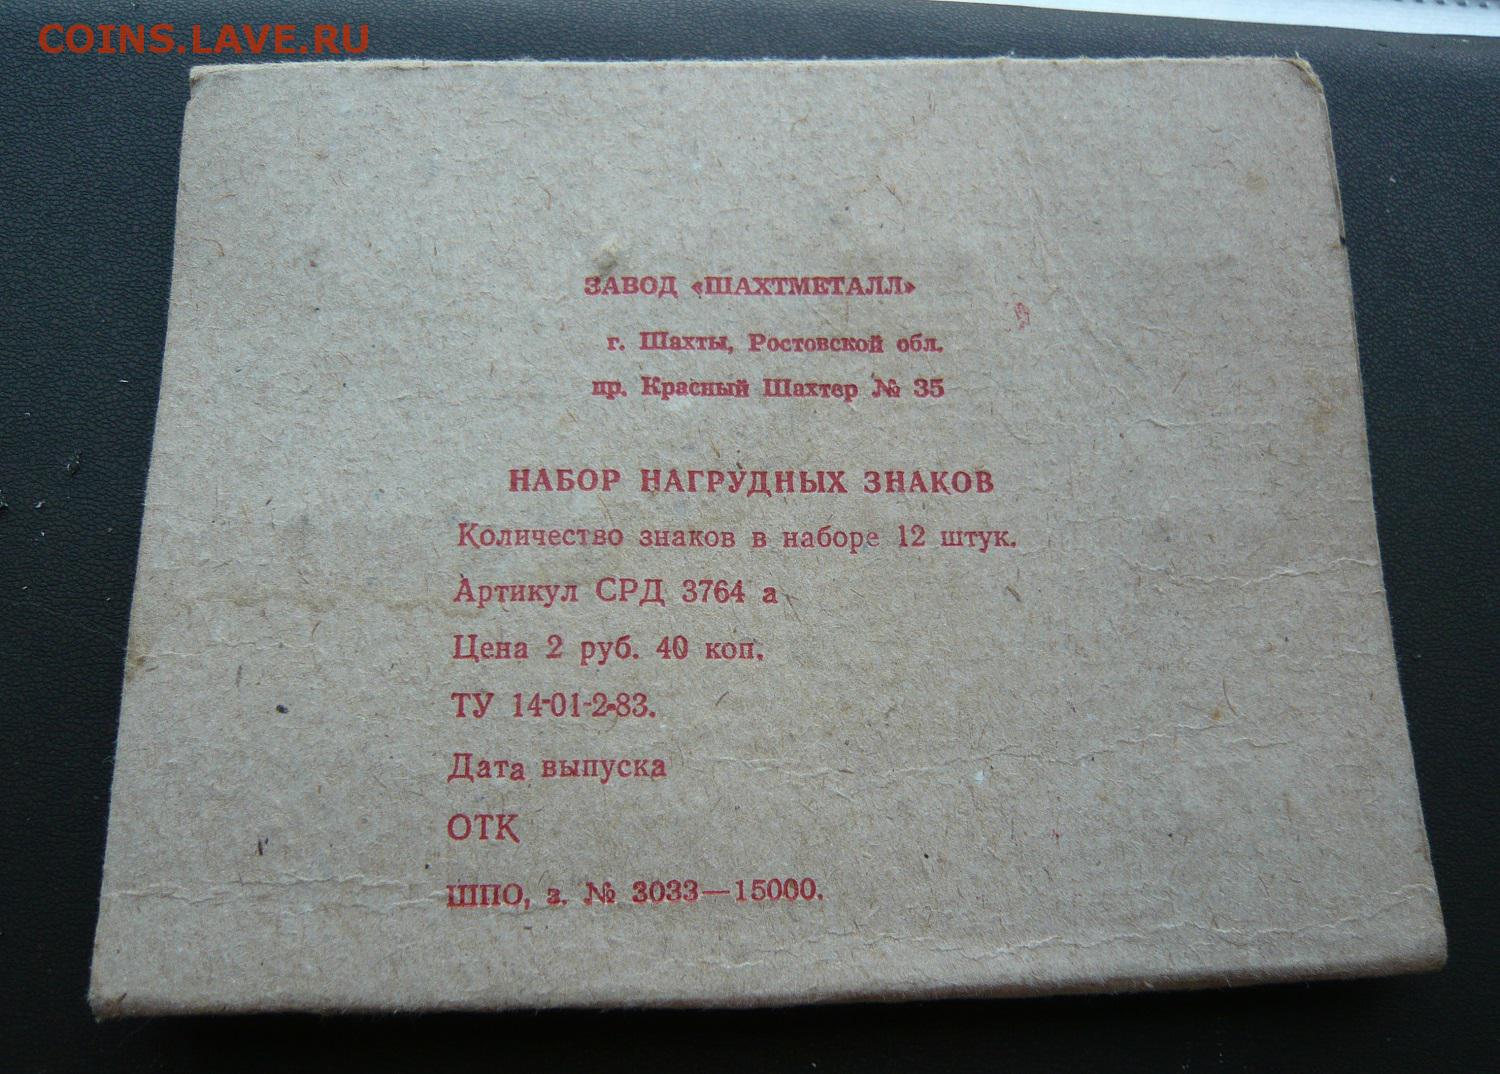 COINS.LAVE.RU
ЗАВОД «ШАХТМЕТАЛЛ»
г. Шахты, Ростовской обл.
пр. Красный Шахтер № 35
НАБОР НАГРУДНЫХ ЗНАКОВ
Количество знаков в наборе 12 штук.
Артикул СРД 3764 а
Цена 2 руб. 40 коп.
ТУ 14-01-2-83.
Дата выпуска
ОТК
ШПО, з. № 3033—15000.